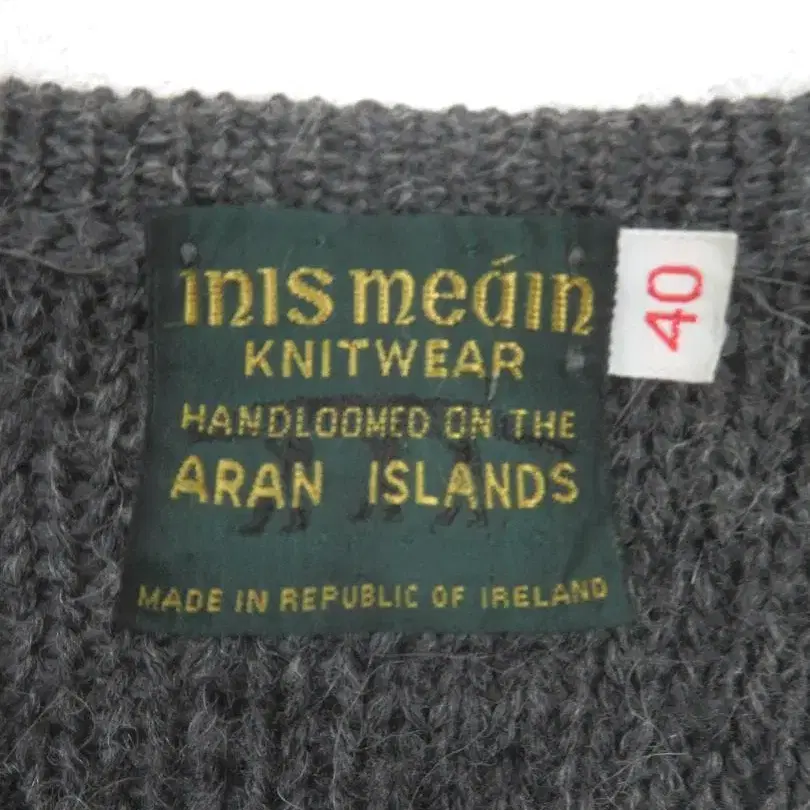 inis meáin
KNITWEAR
HANDLOOMED ON THE
ARAN ISLANDS
MADE IN REPUBLIC OF IRELAND
40